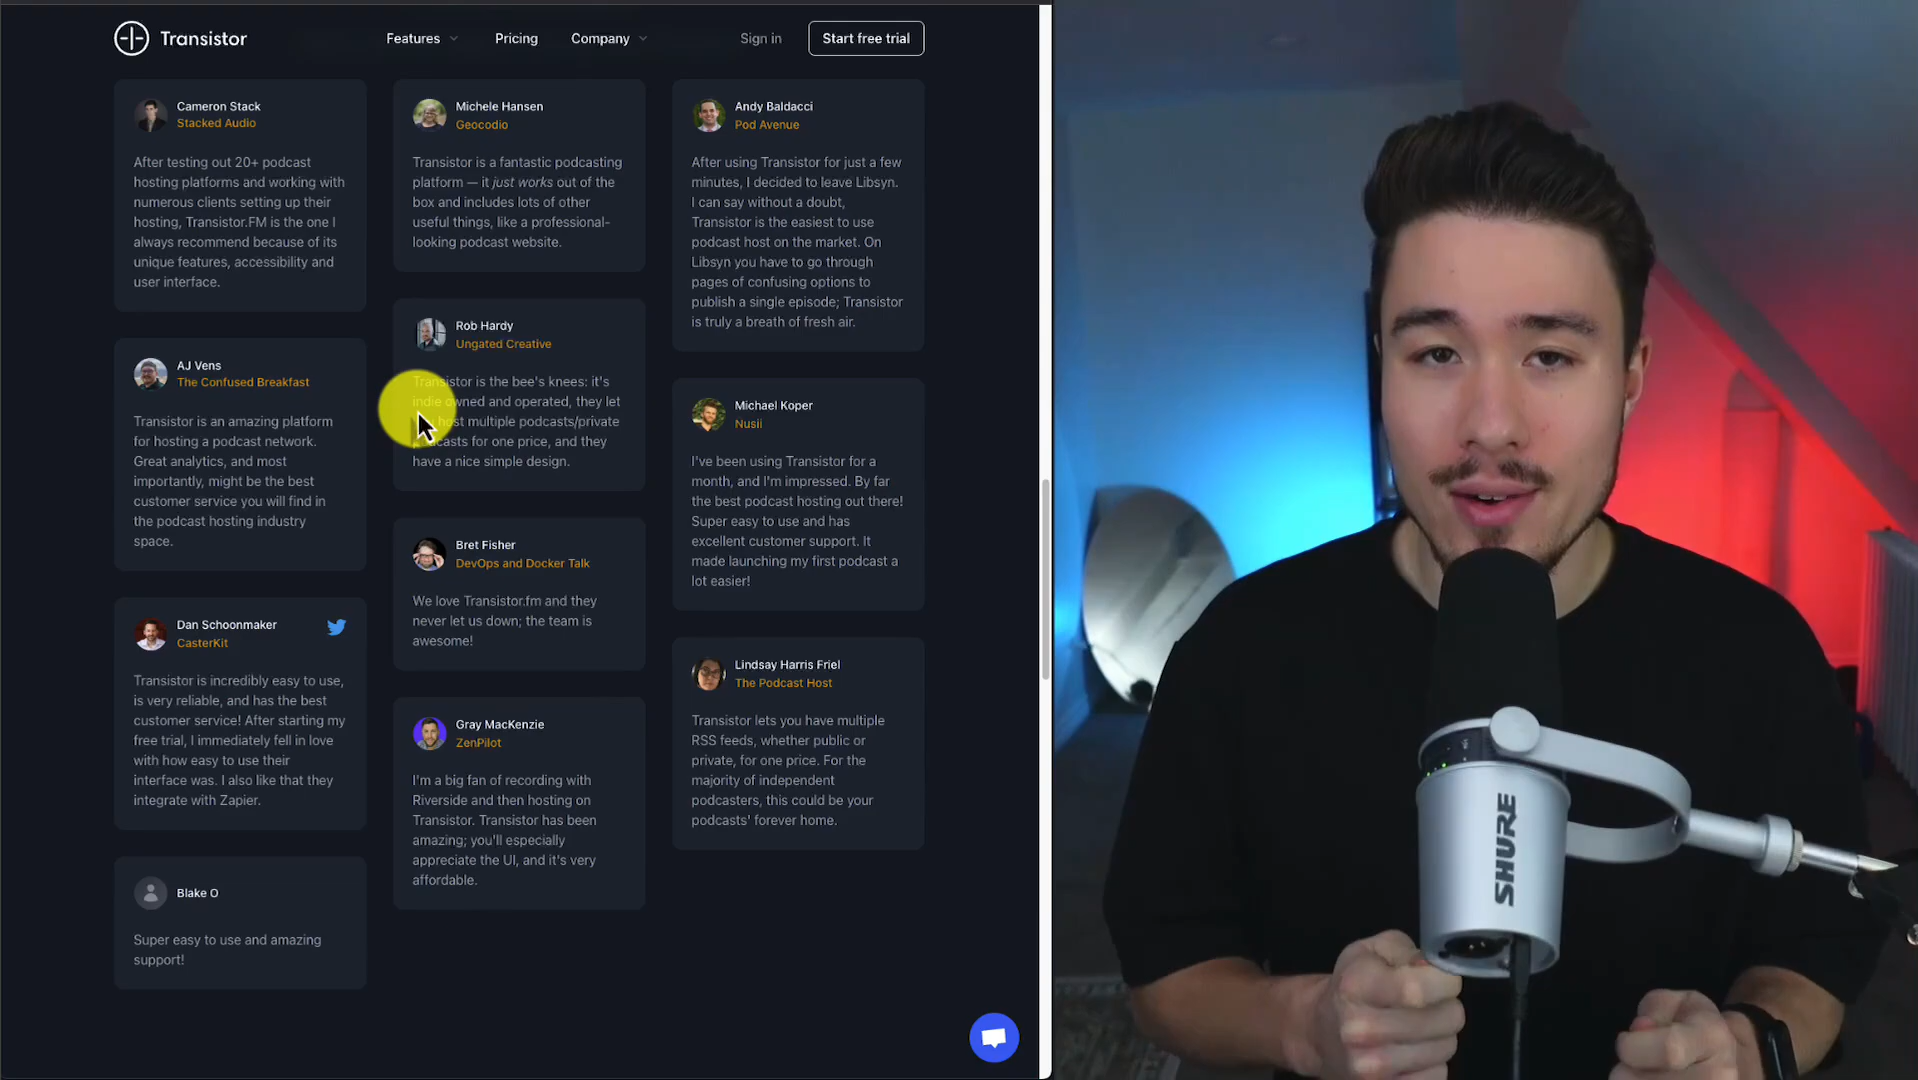 Transistor
Features
Pricing
Company
Sign in
Start free trial
Cameron Stack
Stacked Audio
After testing out 20+ podcast
hosting platforms and working with
numerous clients setting up their
hosting, Transistor.FM is the one I
always recommend because of its
unique features, accessibility and
user interface.
AJ Vens
The Confused Breakfast
Transistor is an amazing platform
for hosting a podcast network.
Great analytics, and most
importantly, might be the best
customer service you will find in
the podcast hosting industry
space.
Dan Schoonmaker
CasterKit
Transistor is incredibly easy to use,
is very reliable, and has the best
customer service! After starting my
free trial, I immediately fell in love
with how easy to use their
interface was. I also like that they
integrate with Zapier.
Blake O
Super easy to use and amazing
support!
Michele Hansen
Geocodio
Transistor is a fantastic podcasting
platform — it just works out of the
box and includes lots of other
useful things, like a professional-
looking podcast website.
Rob Hardy
Ungated Creative
Transistor is the bee's knees: it's
indie owned and operated, they let
host multiple podcasts/private
podcasts for one price, and they
have a nice simple design.
Bret Fisher
DevOps and Docker Talk
We love Transistor.fm and they
never let us down; the team is
awesome!
Gray MacKenzie
ZenPilot
I'm a big fan of recording with
Riverside and then hosting on
Transistor. Transistor has been
amazing; you'll especially
appreciate the UI, and it's very
affordable.
Andy Baldacci
Pod Avenue
After using Transistor for just a few
minutes, I decided to leave Libsyn.
I can say without a doubt,
Transistor is the easiest to use
podcast host on the market. On
Libsyn you have to go through
pages of confusing options to
publish a single episode; Transistor
is truly a breath of fresh air.
Michael Koper
Nusii
I've been using Transistor for a
month, and I'm impressed. By far
the best podcast hosting out there!
Super easy to use and has
excellent customer support. It
made launching my first podcast a
lot easier!
Lindsay Harris Friel
The Podcast Host
Transistor lets you have multiple
RSS feeds, whether public or
private, for one price. For the
majority of independent
podcasters, this could be your
podcasts' forever home.
SHURE